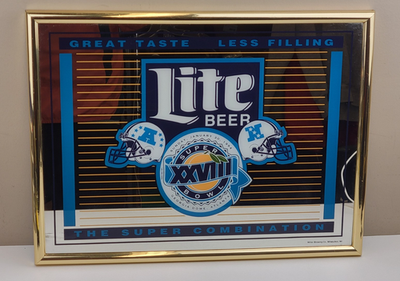 GREAT TASTE LESS FILLING
Lite
BEER
SUPER
XXVIII
BOWL
THE SUPER COMBINATION